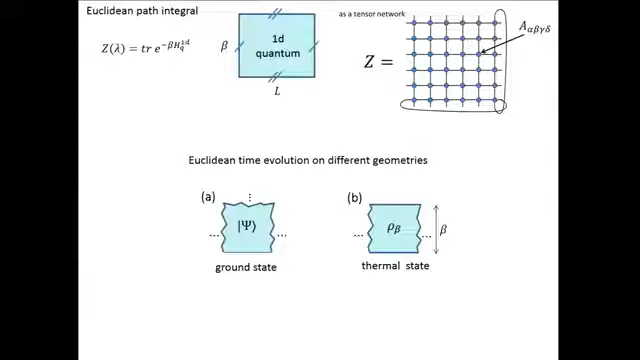 Euclidean path integral
as a tensor network
A_{αβγδ}
Z(λ) = tr e^{-βH_q^{1d}}
β
1d
quantum
L
Z =
Euclidean time evolution on different geometries
(a)
...
|Ψ⟩
... ...
ground state
(b)
ρ_β
... ...
β
thermal state